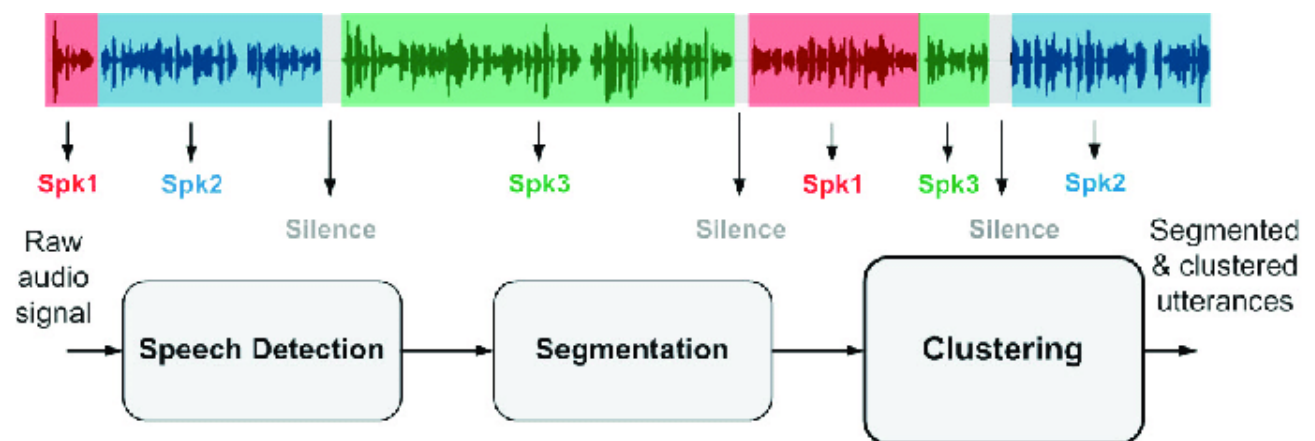 Spk1 Spk2 Spk3 Spk1 Spk3 Spk2
Silence Silence Silence
Raw
audio
signal
Speech Detection
Segmentation
Clustering
Segmented
& clustered
utterances